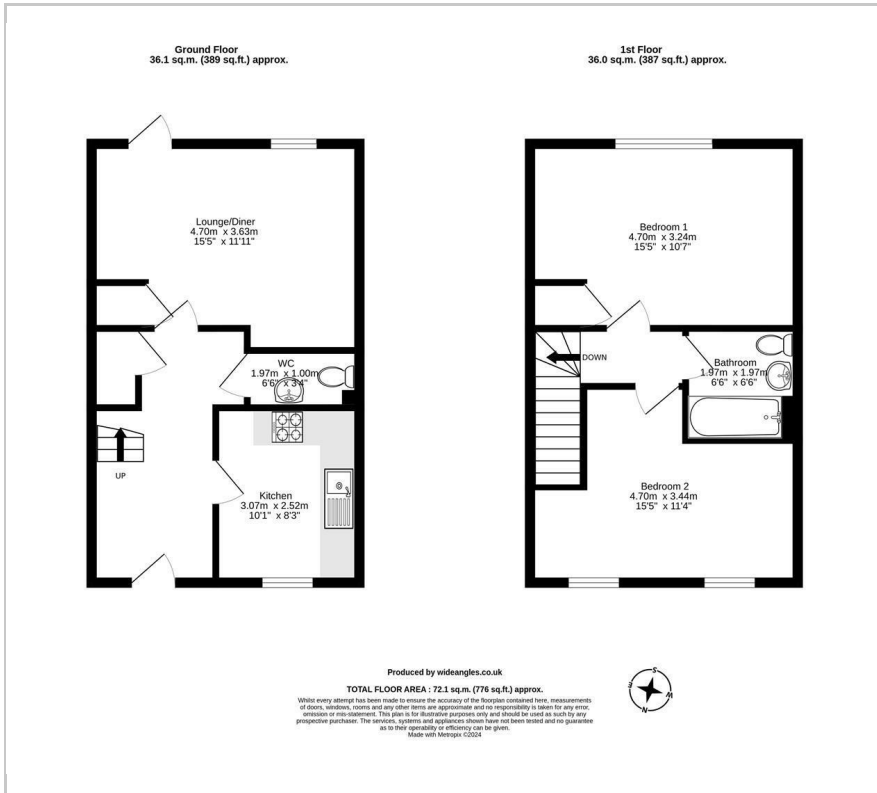 Ground Floor
36.1 sq.m. (389 sq.ft.) approx.
1st Floor
36.0 sq.m. (387 sq.ft.) approx.
Lounge/Diner
4.70m x 3.63m
15'5" x 11'11"
WC
1.97m x 1.00m
6'6" x 3'4"
UP
Kitchen
3.07m x 2.52m
10'1" x 8'3"
Bedroom 1
4.70m x 3.24m
15'5" x 10'7"
DOWN
Bathroom
1.97m x 1.97m
6'6" x 6'6"
Bedroom 2
4.70m x 3.44m
15'5" x 11'4"
Produced by wideangles.co.uk
TOTAL FLOOR AREA : 72.1 sq.m. (776 sq.ft.) approx.
Whilst every attempt has been made to ensure the accuracy of the floorplan contained here, measurements
of doors, windows, rooms and any other items are approximate and no responsibility is taken for any error,
omission or mis-statement. This plan is for illustrative purposes only and should be used as such by any
prospective purchaser. The services, systems and appliances shown have not been tested and no guarantee
as to their operability or efficiency can be given.
Made with Metropix ©2024
S
E
W
N